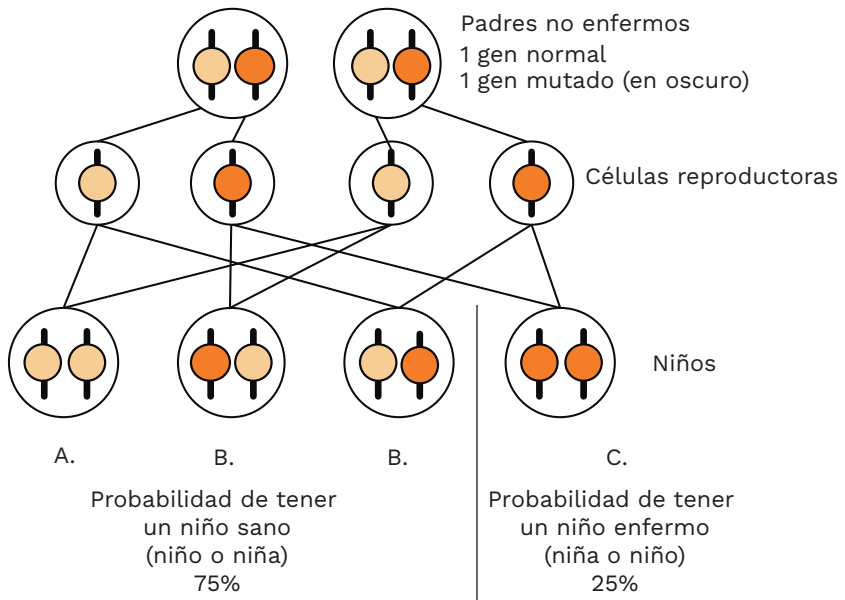 Padres no enfermos
1 gen normal
1 gen mutado (en oscuro)
Células reproductoras
Niños
A.
B.
B.
C.
Probabilidad de tener
un niño sano
(niño o niña)
75%
Probabilidad de tener
un niño enfermo
(niña o niño)
25%